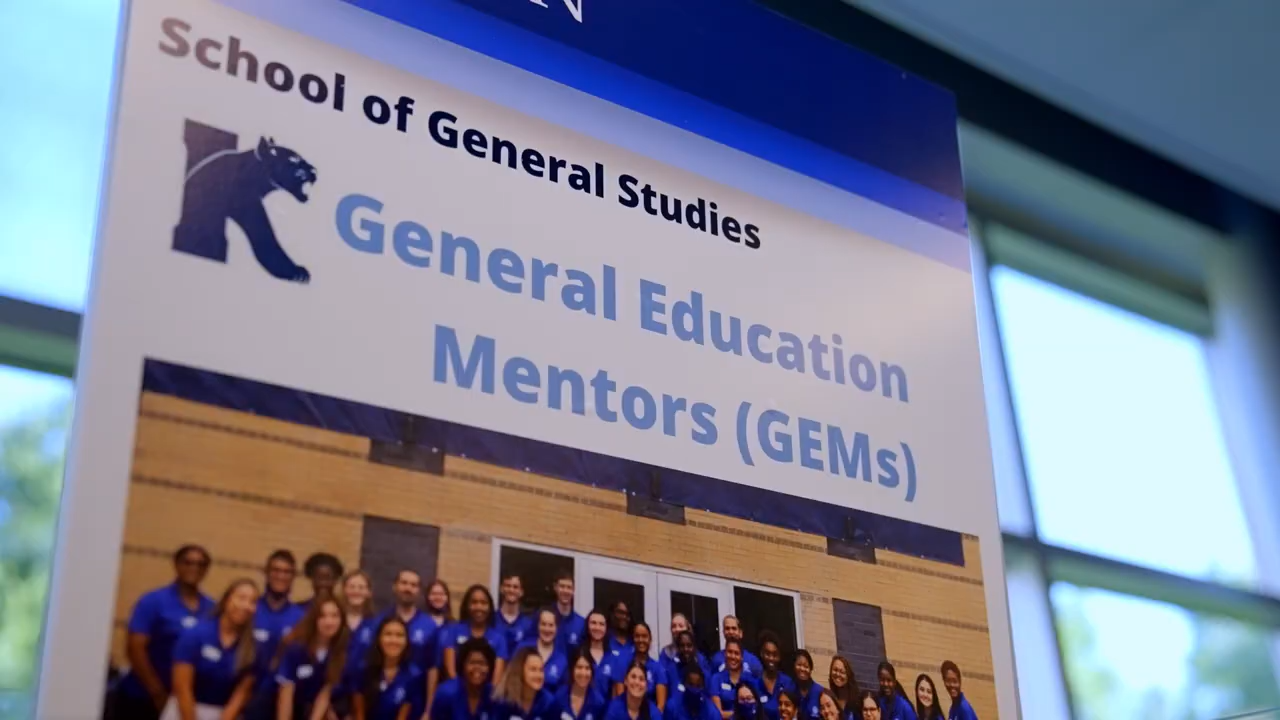 School of General Studies
General Education
Mentors (GEMs)